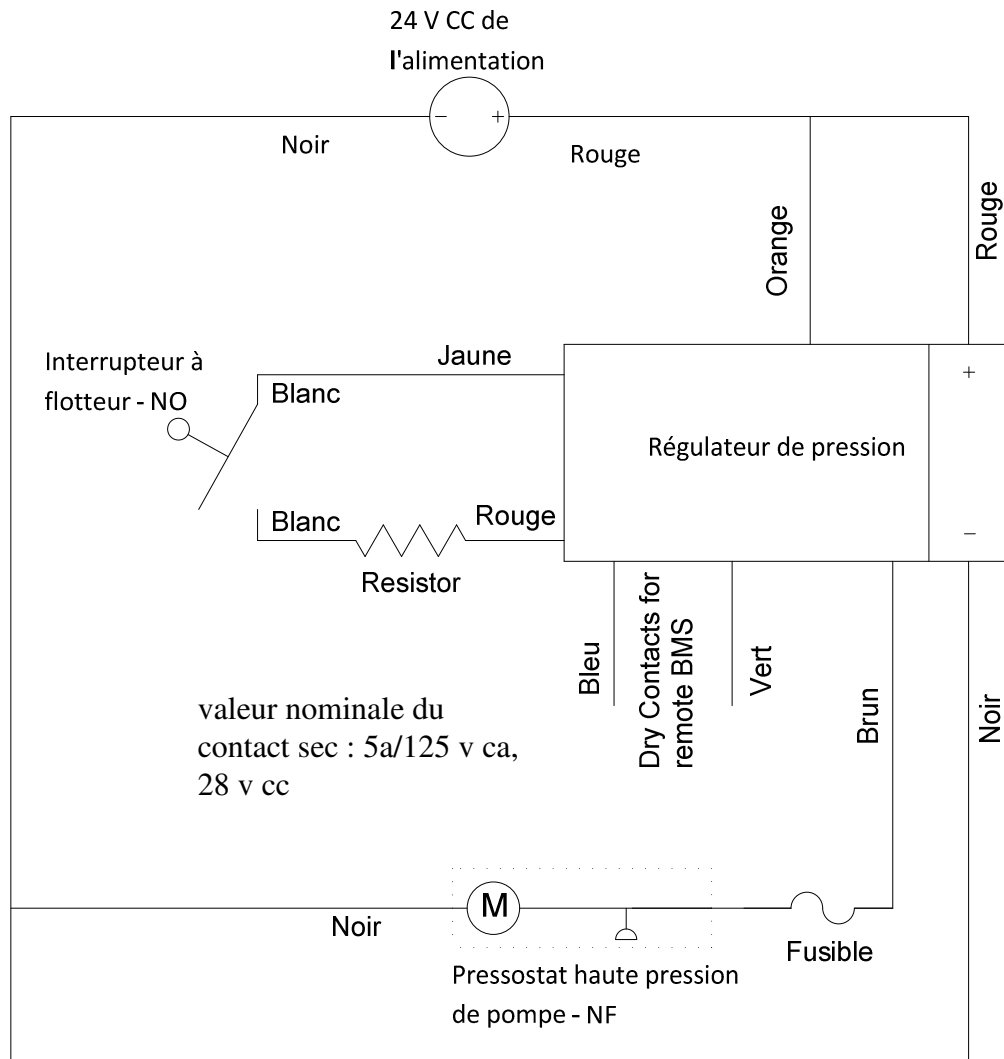 24 V CC de
l'alimentation
−
+
Noir
Rouge
Orange
Rouge
Interrupteur à
flotteur - NO
Jaune
Blanc
+
Régulateur de pression
Blanc
Rouge
Resistor
−
Bleu
Dry Contacts for
remote BMS
Vert
Brun
Noir
valeur nominale du
contact sec : 5a/125 v ca,
28 v cc
M
Noir
Fusible
Pressostat haute pression
de pompe - NF